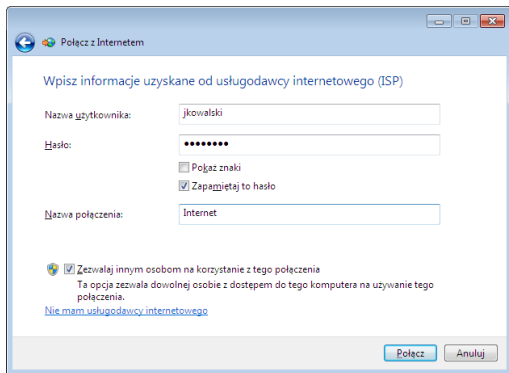 Połącz z Internetem
Wpisz informacje uzyskane od usługodawcy internetowego (ISP)
Nazwa użytkownika:
jkowalski
Hasło:
••••••••
Pokaż znaki
Zapamiętaj to hasło
Nazwa połączenia:
Internet
Zezwalaj innym osobom na korzystanie z tego połączenia
Ta opcja zezwala dowolnej osobie z dostępem do tego komputera na używanie tego
połączenia.
Nie mam usługodawcy internetowego
Połącz
Anuluj